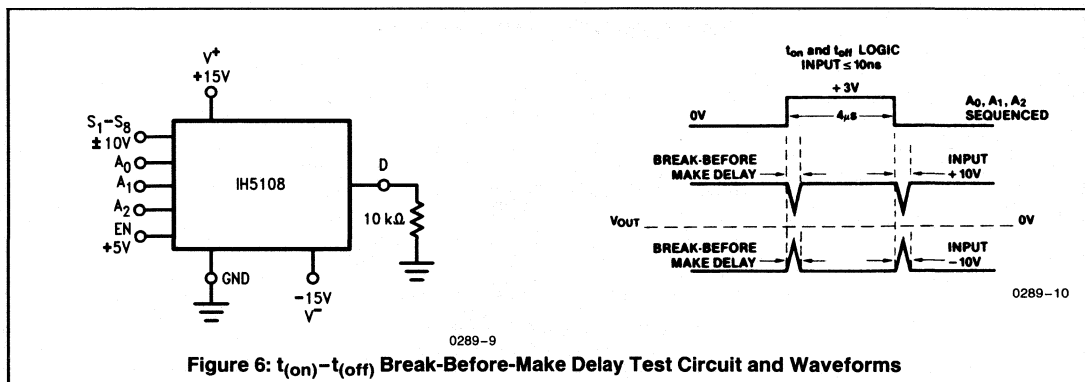 V+
+15V
S1–S8
±10V
A0
A1
A2
EN
+5V
IH5108
D
10 kΩ
GND
−15V
V−
0289–9
ton and toff LOGIC
INPUT ≤ 10ns
+3V
0V
4µs
A0, A1, A2
SEQUENCED
BREAK-BEFORE
MAKE DELAY
INPUT
+10V
VOUT
0V
BREAK-BEFORE
MAKE DELAY
INPUT
−10V
0289–10
Figure 6: t(on)–t(off) Break-Before-Make Delay Test Circuit and Waveforms